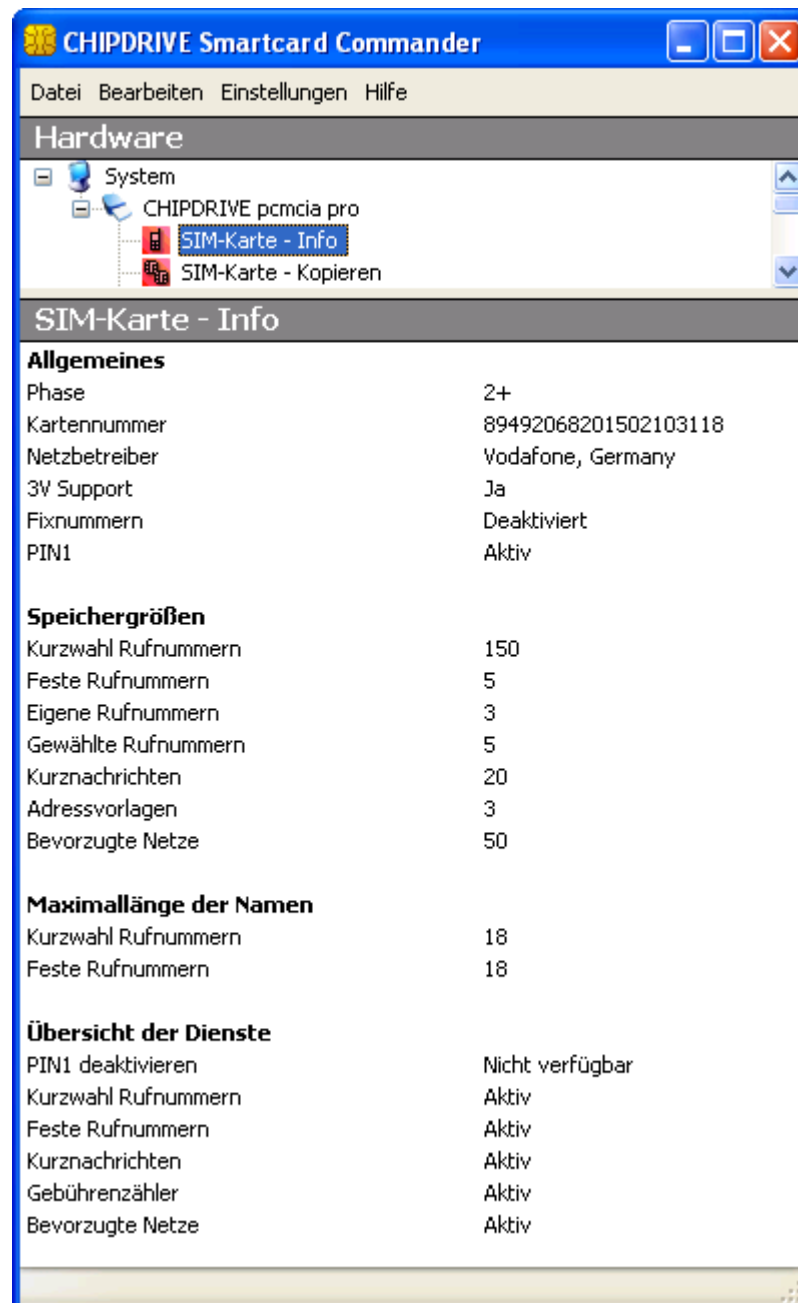 CHIPDRIVE Smartcard Commander
Datei Bearbeiten Einstellungen Hilfe
Hardware
System
CHIPDRIVE pcmcia pro
SIM-Karte - Info
SIM-Karte - Kopieren
SIM-Karte - Info
Allgemeines
Phase 2+
Kartennummer 89492068201502103118
Netzbetreiber Vodafone, Germany
3V Support Ja
Fixnummern Deaktiviert
PIN1 Aktiv
Speichergrößen
Kurzwahl Rufnummern 150
Feste Rufnummern 5
Eigene Rufnummern 3
Gewählte Rufnummern 5
Kurznachrichten 20
Adressvorlagen 3
Bevorzugte Netze 50
Maximallänge der Namen
Kurzwahl Rufnummern 18
Feste Rufnummern 18
Übersicht der Dienste
PIN1 deaktivieren Nicht verfügbar
Kurzwahl Rufnummern Aktiv
Feste Rufnummern Aktiv
Kurznachrichten Aktiv
Gebührenzähler Aktiv
Bevorzugte Netze Aktiv